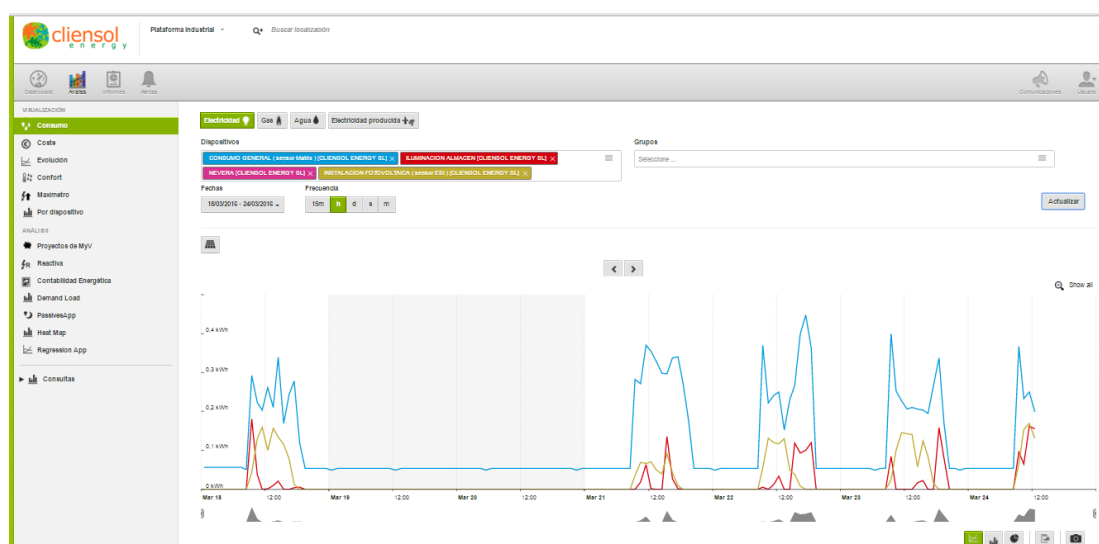 cliensol
energy
Plataforma Industrial
Buscar localización
Dashboard Análisis Informes Alertas Comunicaciones Usuario
VISUALIZACIÓN
Consumo
Coste
Evolución
Confort
Maxímetro
Por dispositivo
ANÁLISIS
Proyectos de MyV
Reactiva
Contabilidad Energética
Demand Load
PassivesApp
Heat Map
Regression App
Consultas
Electricidad Gas Agua Electricidad producida
Dispositivos Grupos
CONSUMO GENERAL ( sensor Matrix ) [CLIENSOL ENERGY SL] × ILUMINACION ALMACEN [CLIENSOL ENERGY SL] × Seleccione ...
NEVERA [CLIENSOL ENERGY SL] × INSTALACIÓN FOTOVOLTAICA ( sensor ESI ) [CLIENSOL ENERGY SL] ×
Fechas Frecuencia
18/03/2016 - 24/03/2016 15m h d s m Actualizar
Show all
0,4 kWh
0,3 kWh
0,2 kWh
0,1 kWh
0 kWh
Mar 18 12:00 Mar 19 12:00 Mar 20 12:00 Mar 21 12:00 Mar 22 12:00 Mar 23 12:00 Mar 24 12:00